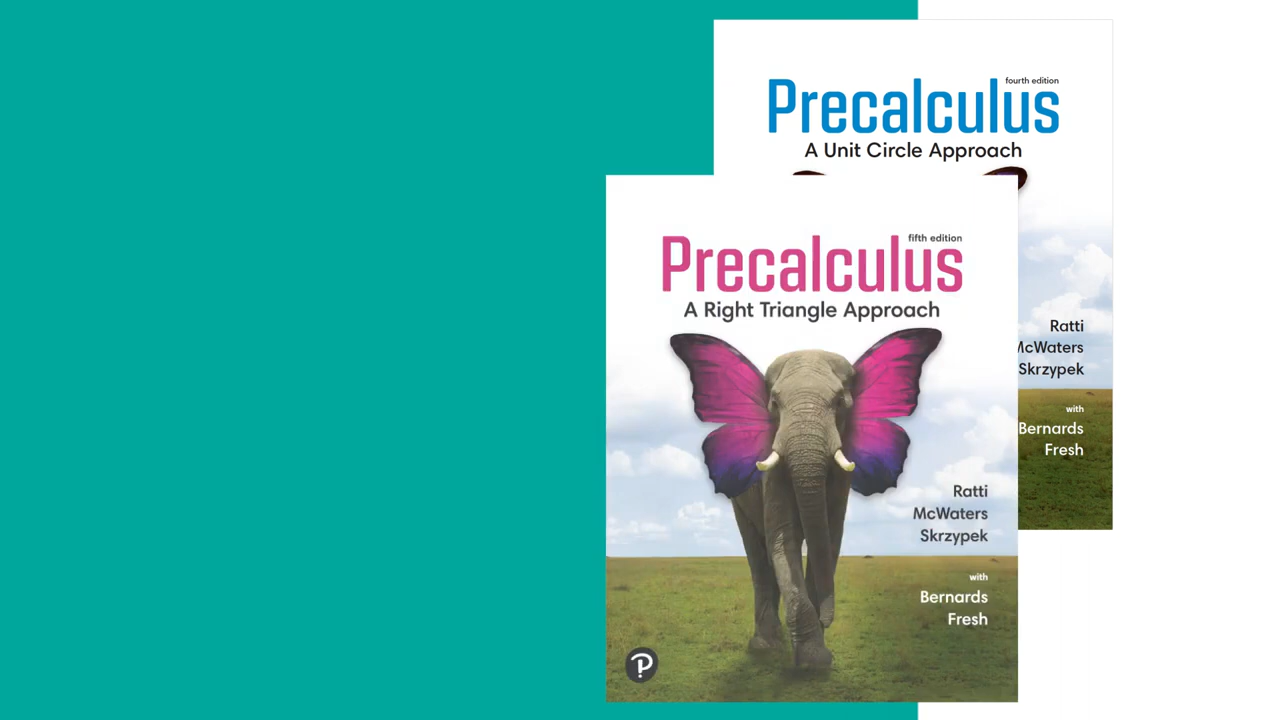 fourth edition
Precalculus
A Unit Circle Approach
Ratti
McWaters
Skrzypek
with
Bernards
Fresh
fifth edition
Precalculus
A Right Triangle Approach
Ratti
McWaters
Skrzypek
with
Bernards
Fresh
P